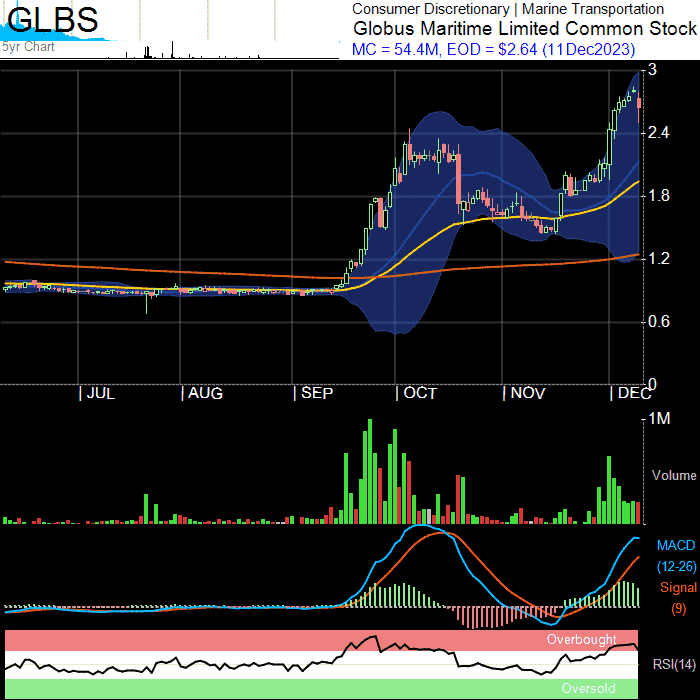 GLBS
5yr Chart
Consumer Discretionary | Marine Transportation
Globus Maritime Limited Common Stock
MC = 54.4M, EOD = $2.64 (11Dec2023)
3
2.4
1.8
1.2
0.6
0
| JUL | AUG | SEP | OCT | NOV | DEC
1M
Volume
MACD
(12-26)
Signal
(9)
Overbought
RSI(14)
Oversold